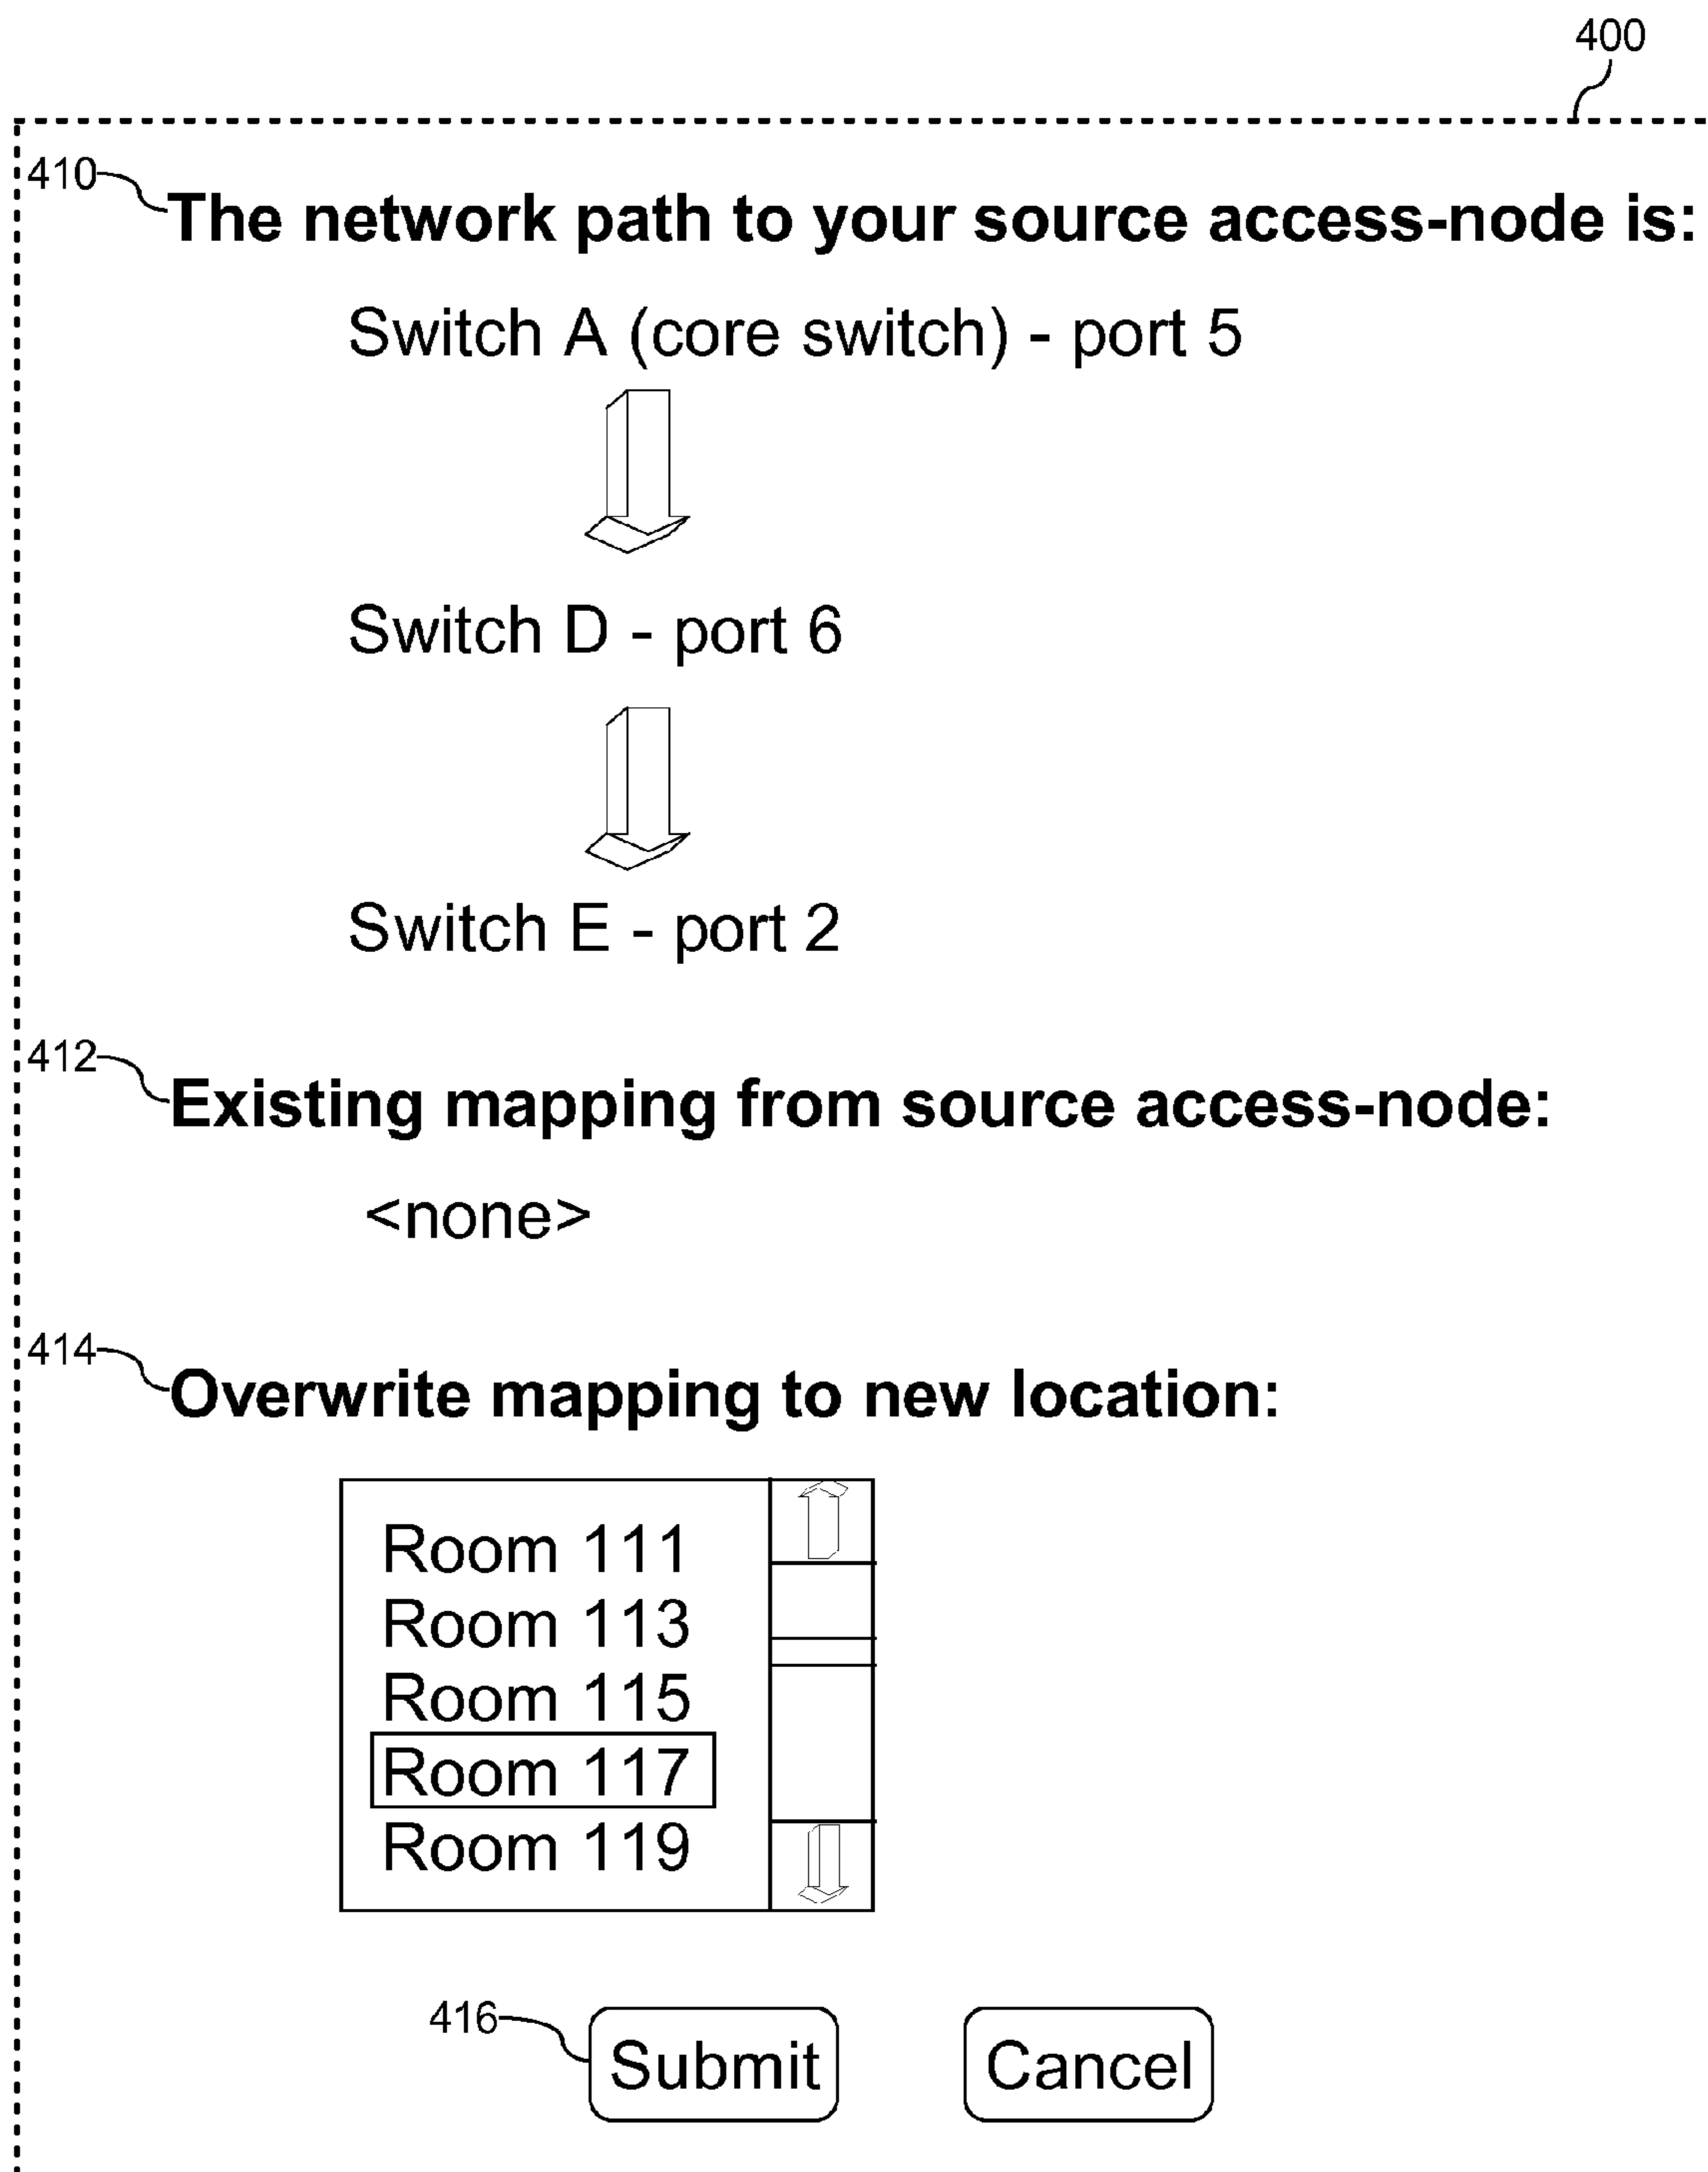 400
410
The network path to your source access-node is:
Switch A (core switch) - port 5
Switch D - port 6
Switch E - port 2
412
Existing mapping from source access-node:
<none>
414
Overwrite mapping to new location:
Room 111
Room 113
Room 115
Room 117
Room 119
416
Submit
Cancel